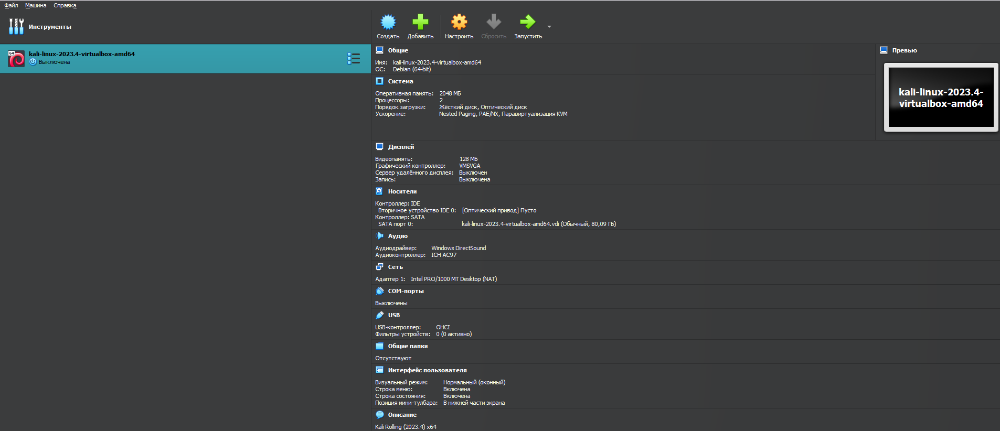 Файл Машина Справка
Инструменты
64
kali-linux-2023.4-virtualbox-amd64
Выключена
Создать Добавить Настроить Сбросить Запустить
Общие
Имя: kali-linux-2023.4-virtualbox-amd64
ОС: Debian (64-bit)
Превью
kali-linux-2023.4-
virtualbox-amd64
Система
Оперативная память: 2048 МБ
Процессоры: 2
Порядок загрузки: Жёсткий диск, Оптический диск
Ускорение: Nested Paging, PAE/NX, Паравиртуализация KVM
Дисплей
Видеопамять: 128 МБ
Графический контроллер: VMSVGA
Сервер удалённого дисплея: Выключен
Запись: Выключена
Носители
Контроллер: IDE
Вторичное устройство IDE 0: [Оптический привод] Пусто
Контроллер: SATA
SATA порт 0: kali-linux-2023.4-virtualbox-amd64.vdi (Обычный, 80,09 ГБ)
Аудио
Аудиодрайвер: Windows DirectSound
Аудиоконтроллер: ICH AC97
Сеть
Адаптер 1: Intel PRO/1000 MT Desktop (NAT)
COM-порты
Выключены
USB
USB-контроллер: OHCI
Фильтры устройств: 0 (0 активно)
Общие папки
Отсутствуют
Интерфейс пользователя
Визуальный режим: Нормальный (оконный)
Строка меню: Включена
Строка состояния: Включена
Позиция мини-тулбара: В нижней части экрана
Описание
Kali Rolling (2023.4) x64